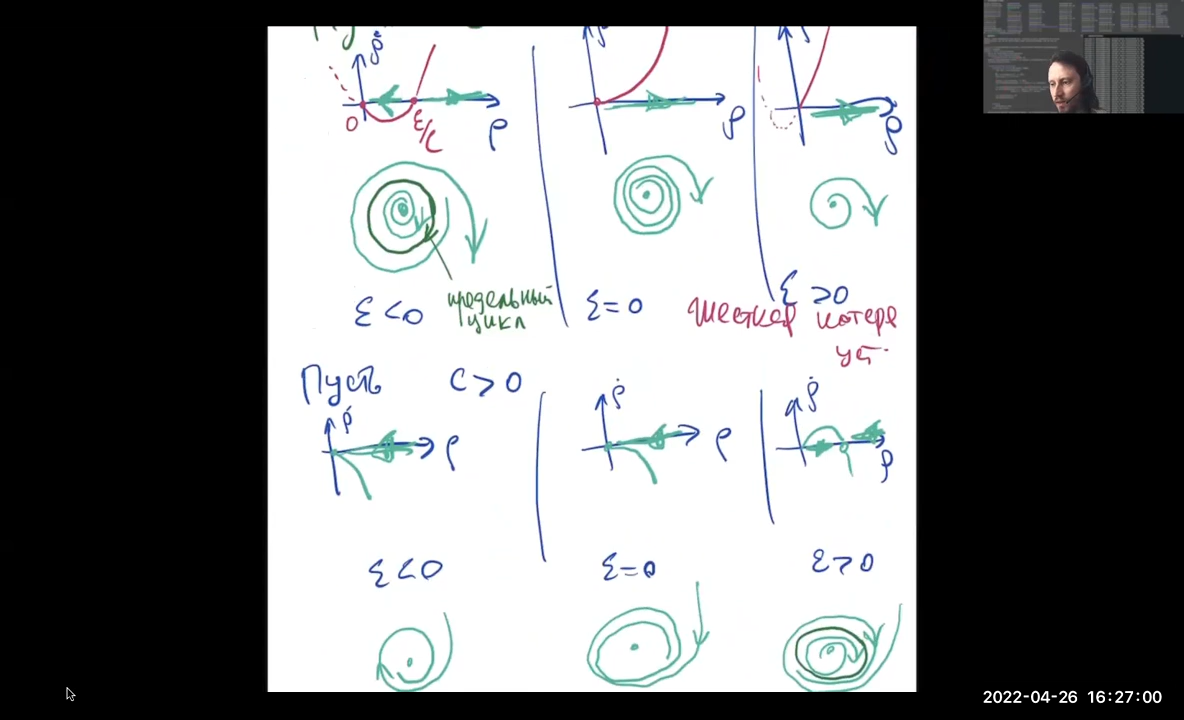 ρ̇
0
ε/c
ρ
ρ
ρ
ε<0
предельный
цикл
ε=0
ε>0
Жесткая потеря
уст.
Пусть c>0
ρ̇
ρ
ρ̇
ρ
ρ̇
ρ
ε<0
ε=0
ε>0
2022-04-26 16:27:00